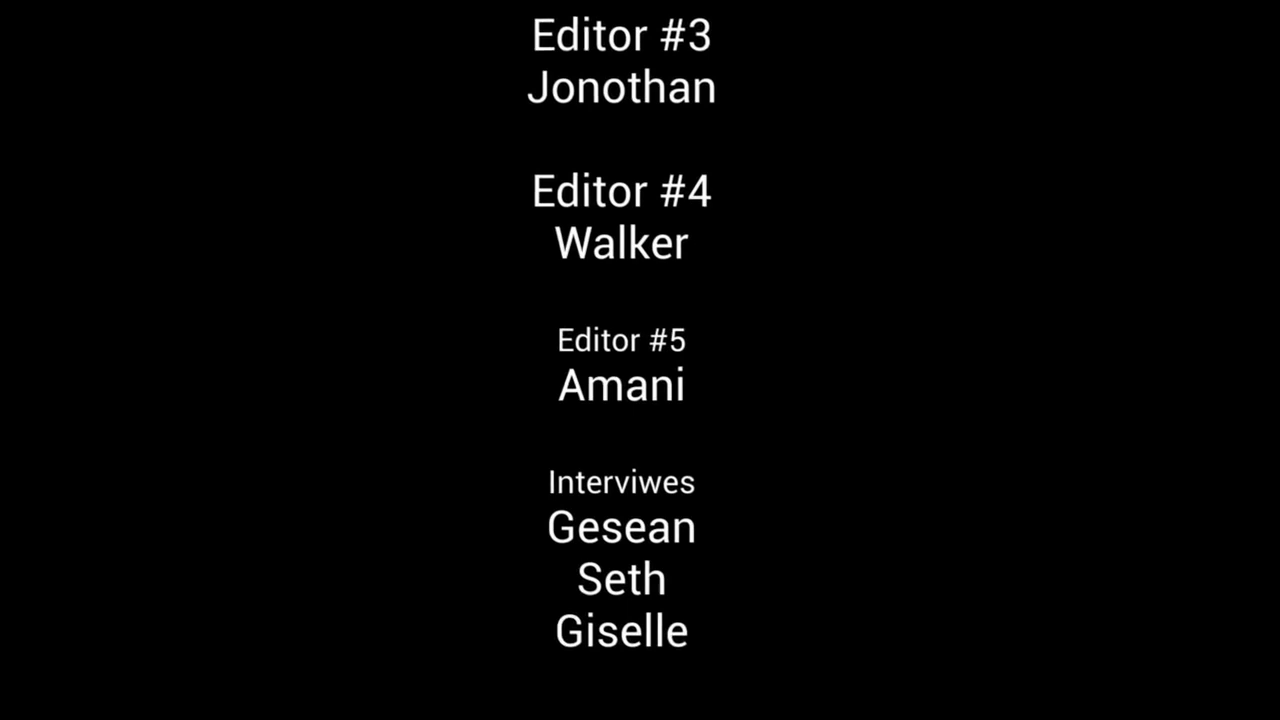 Editor #3
Jonothan
Editor #4
Walker
Editor #5
Amani
Interviwes
Gesean
Seth
Giselle